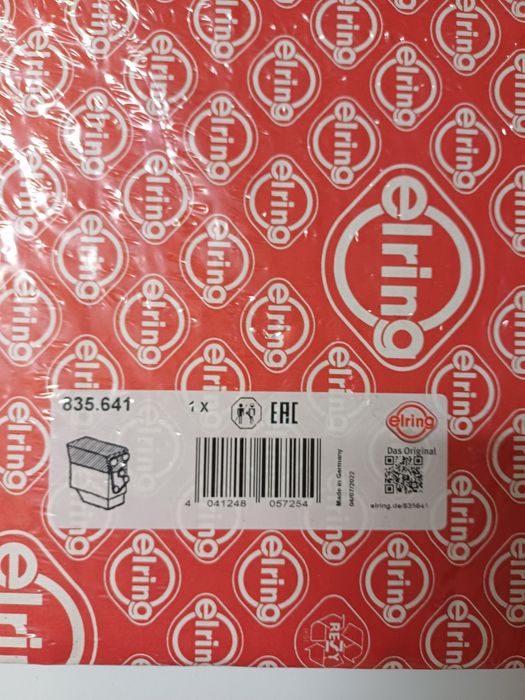 elring
835.641
1 X
EAC
elring
Das Original
4 041248 057254
Made in Germany
04/07/2022
elring.de/835641
RESY